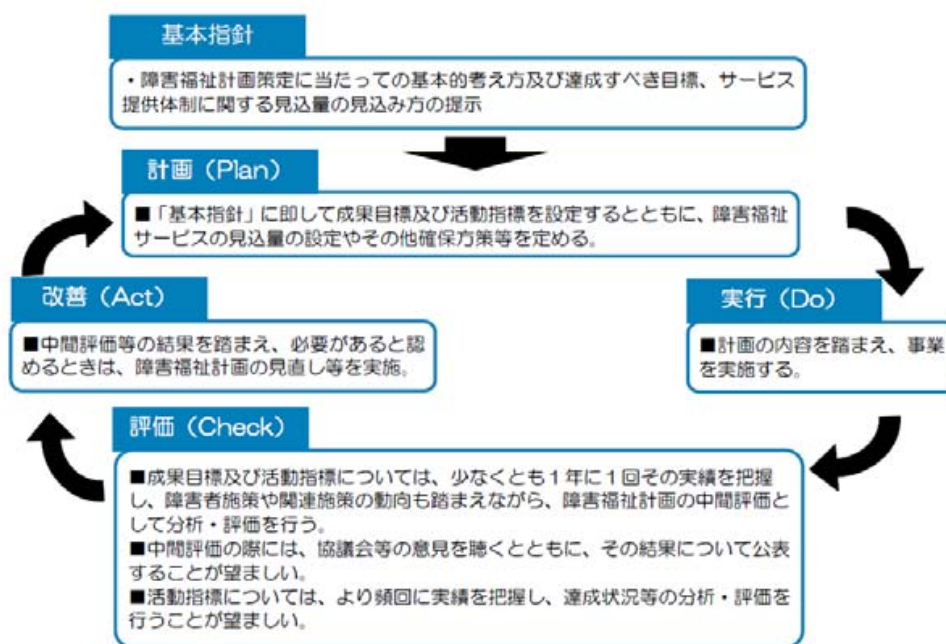 基本指針
・障害福祉計画策定に当たっての基本的考え方及び達成すべき目標、サービス
提供体制に関する見込量の見込み方の提示
計画（Plan）
■「基本指針」に即して成果目標及び活動指標を設定するとともに、障害福祉
サービスの見込量の設定やその他確保方策等を定める。
改善（Act）
■中間評価等の結果を踏まえ、必要があると認
めるときは、障害福祉計画の見直し等を実施。
実行（Do）
■計画の内容を踏まえ、事業
を実施する。
評価（Check）
■成果目標及び活動指標については、少なくとも１年に１回その実績を把握
し、障害者施策や関連施策の動向も踏まえながら、障害福祉計画の中間評価と
して分析・評価を行う。
■中間評価の際には、協議会等の意見を聴くとともに、その結果について公表
することが望ましい。
■活動指標については、より頻回に実績を把握し、達成状況等の分析・評価を
行うことが望ましい。